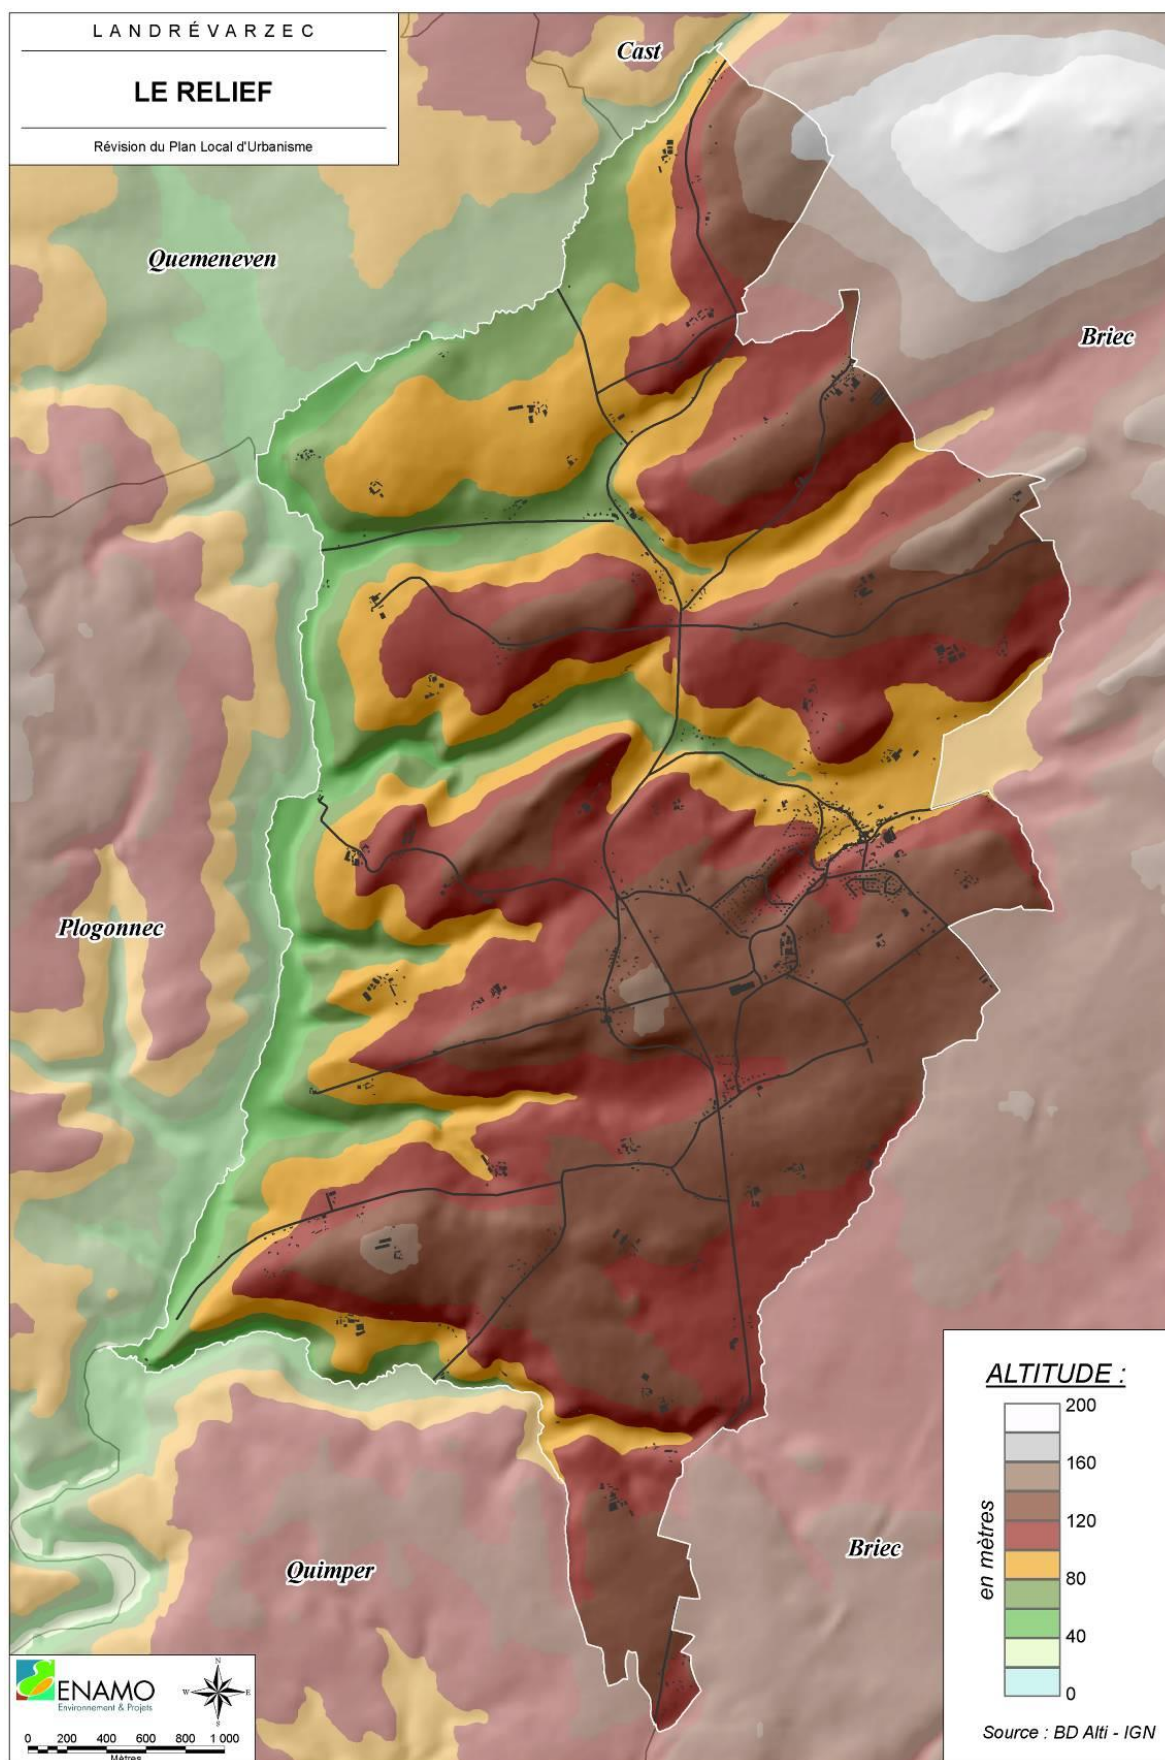 LANDRÉVARZEC
LE RELIEF
Révision du Plan Local d'Urbanisme
Cast
Quemeneven
Briec
Plogonnec
Quimper
Briec
ALTITUDE :
en mètres
200
160
120
80
40
0
Source : BD Alti - IGN
ENAMO
Environnement & Projets
N
W E
S
0 200 400 600 800 1 000
Mètres